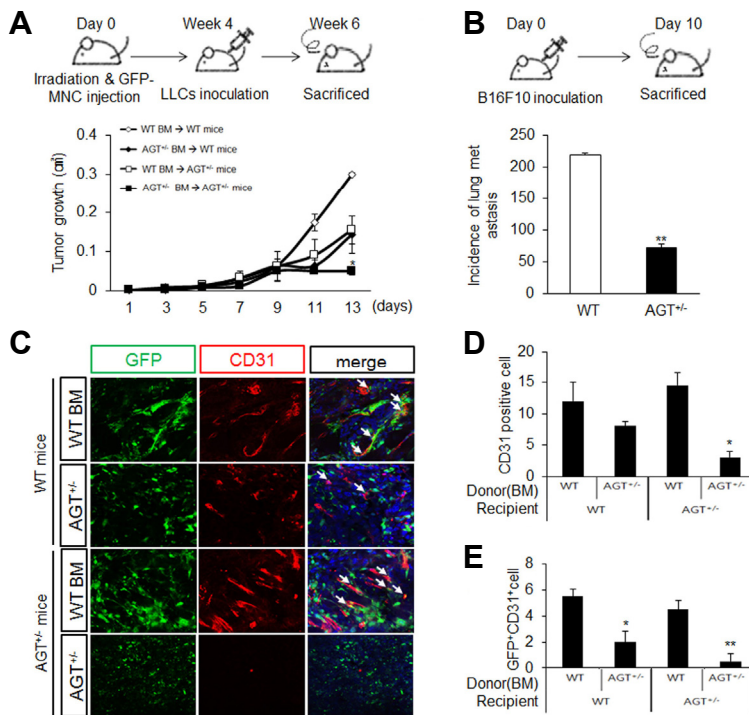 A
Day 0
Week 4
Week 6
Irradiation & GFP-
MNC injection
LLCs inoculation
Sacrificed
Tumor growth (㎠)
0.4
0.3
0.2
0.1
0
WT BM → WT mice
AGT+/- BM → WT mice
WT BM → AGT+/- mice
AGT+/- BM → AGT+/- mice
*
1 3 5 7 9 11 13 (days)
B
Day 0
Day 10
B16F10 inoculation
Sacrificed
Incidence of lung met
astasis
250
200
150
100
50
0
**
WT
AGT+/-
C
GFP
CD31
merge
WT mice
WT BM
AGT+/-
AGT+/- mice
WT BM
AGT+/-
D
CD31 positive cell
20
15
10
5
0
*
Donor(BM) WT AGT+/- WT AGT+/-
Recipient WT AGT+/-
E
GFP+CD31+cell
8
6
4
2
0
*
**
Donor(BM) WT AGT+/- WT AGT+/-
Recipient WT AGT+/-